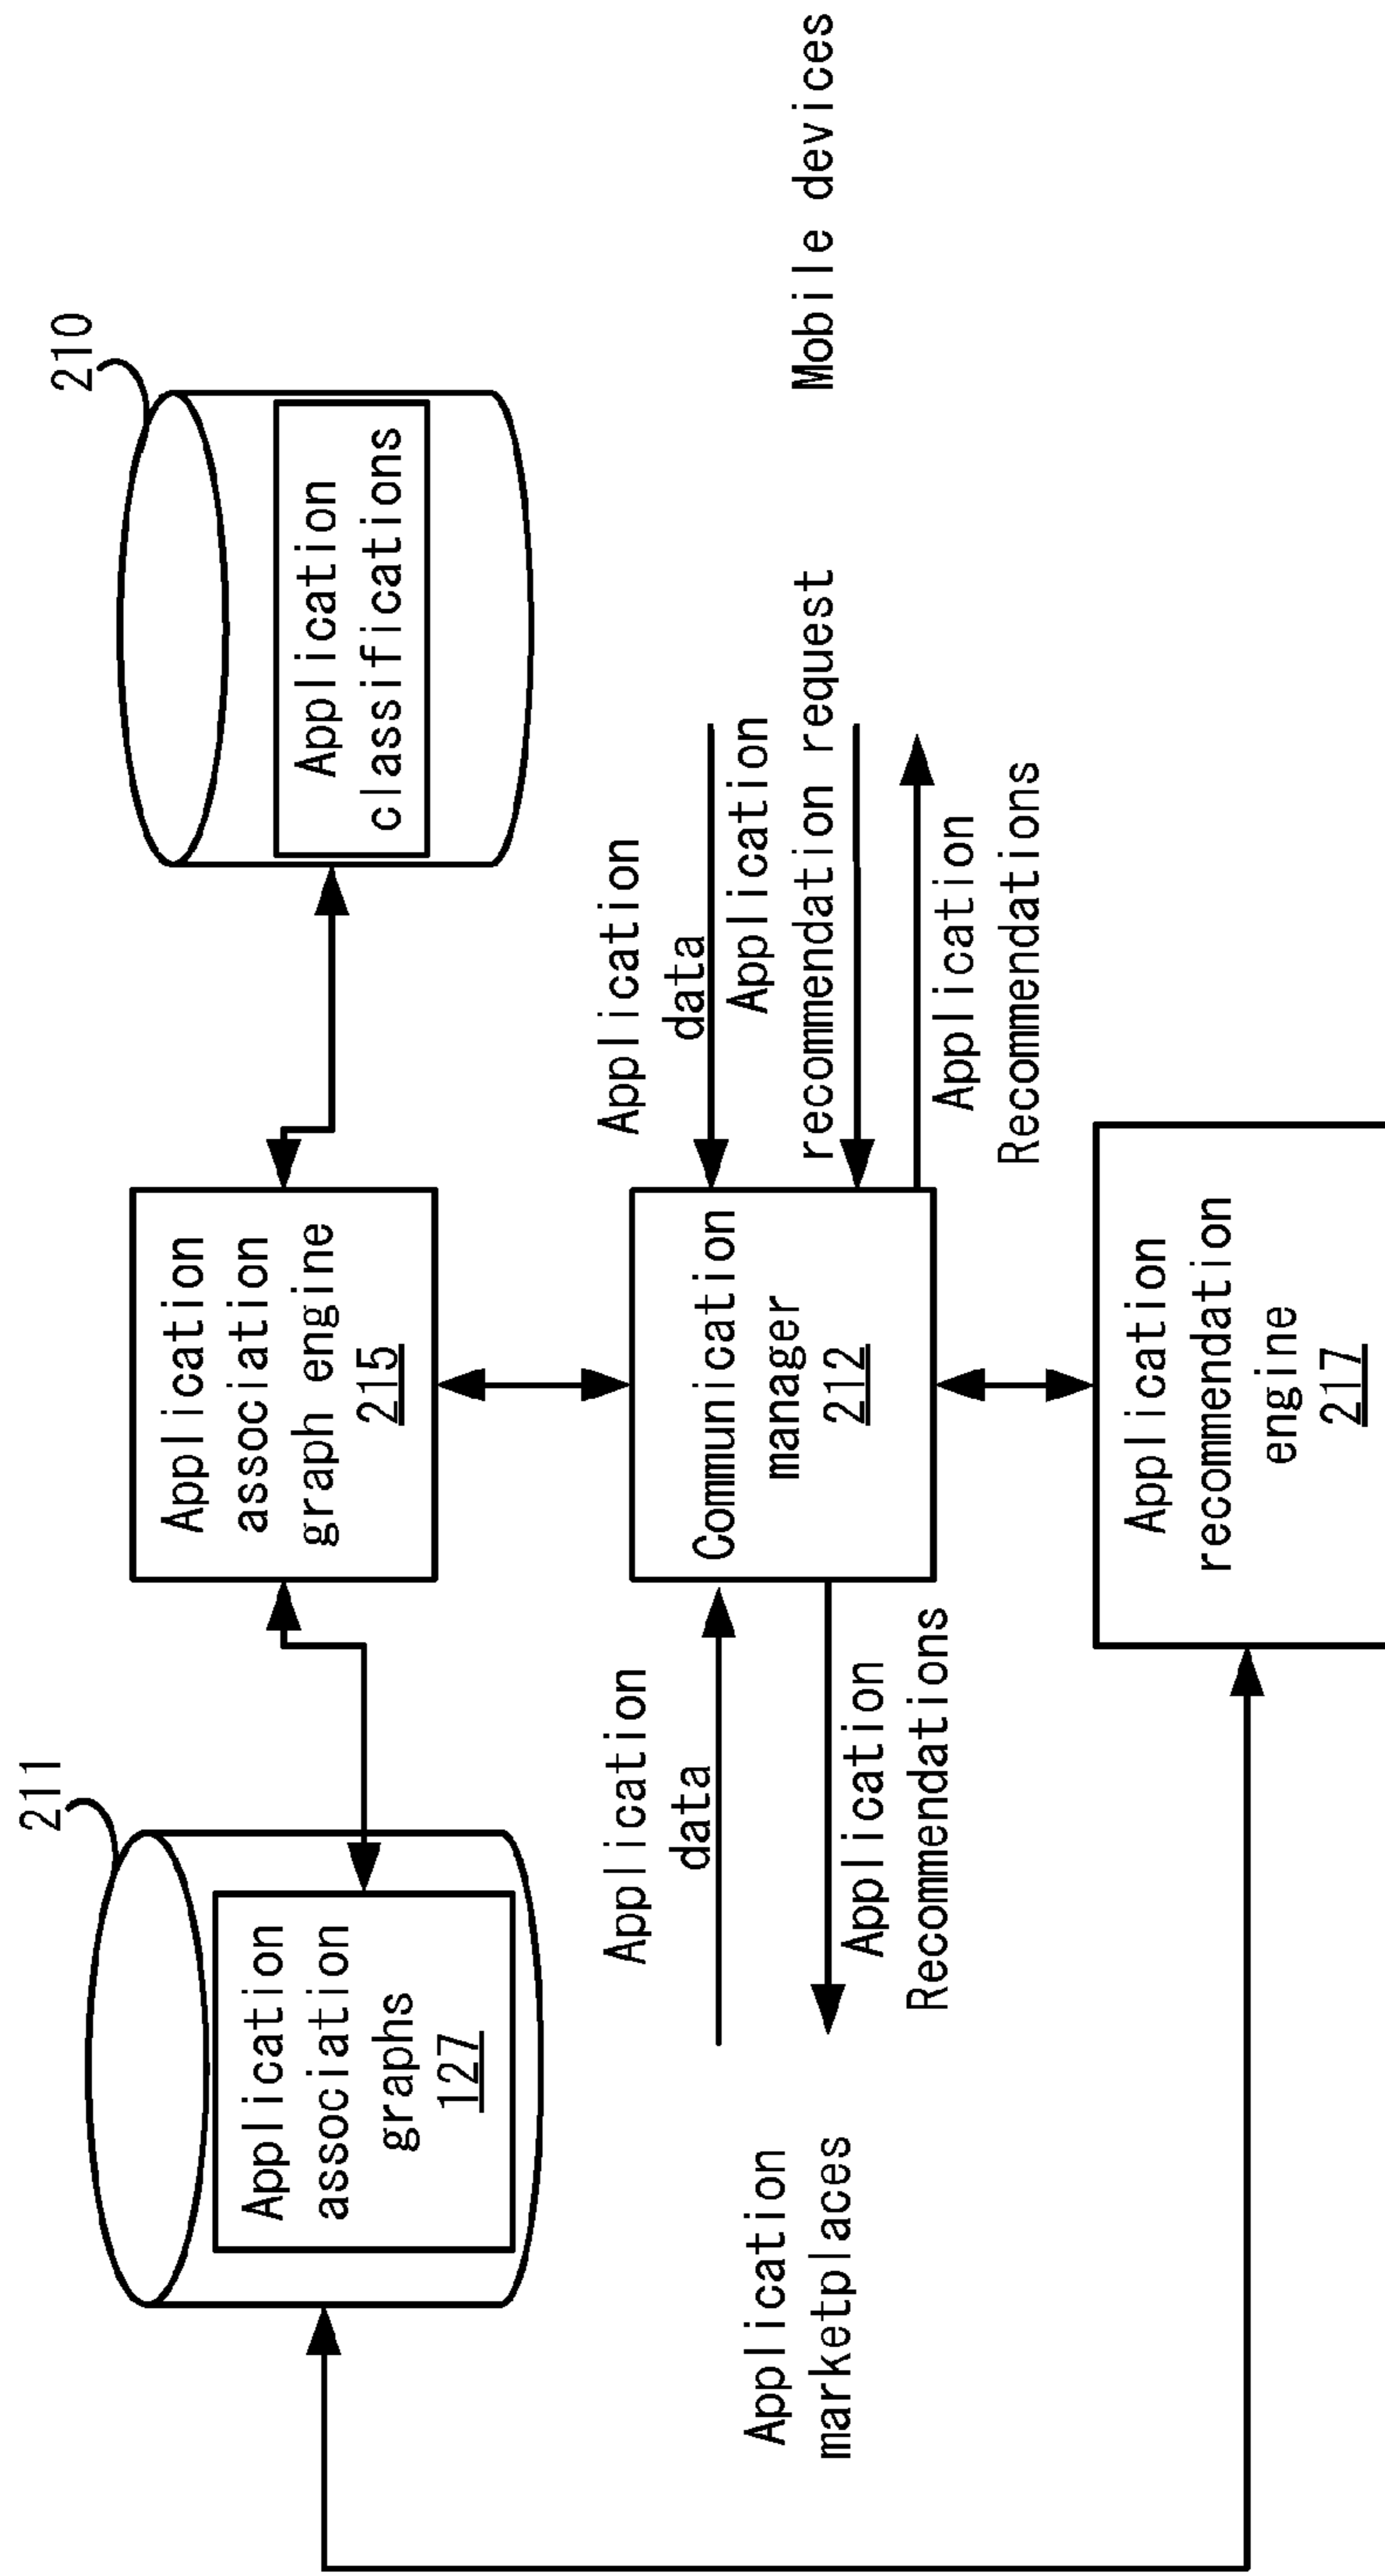 211
Application
association
graphs
127
Application
association
graph engine
215
210
Application
classifications
Application
marketplaces
Application
data
Application
Recommendations
Communication
manager
212
Application
data
Application
recommendation request
Application
Recommendations
Mobile devices
Application
recommendation
engine
217